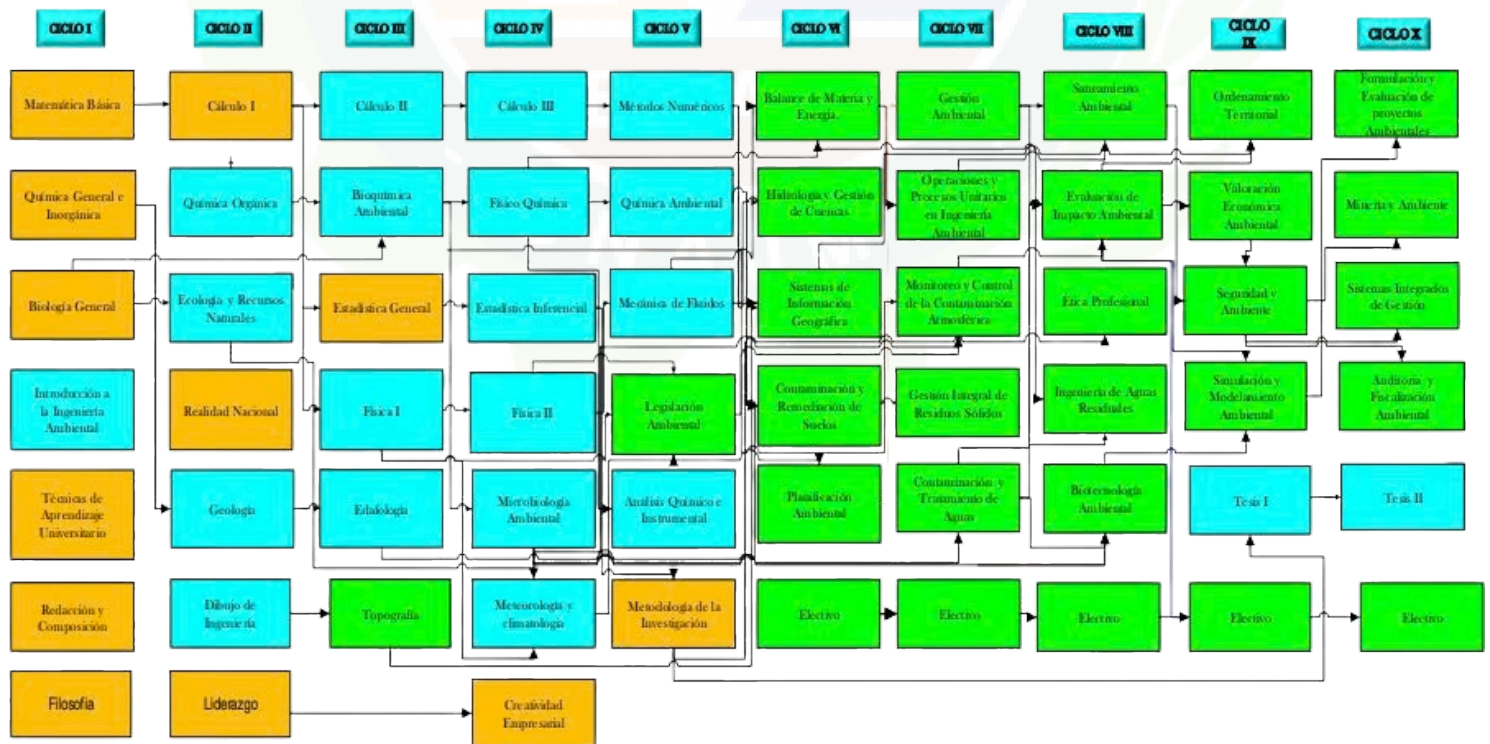 CICLO I
CICLO II
CICLO III
CICLO IV
CICLO V
CICLO VI
CICLO VII
CICLO VIII
CICLO
IX
CICLO X
Matemática Básica
Cálculo I
Cálculo II
Cálculo III
Métodos Numéricos
Balance de Materia y
Energía.
Gestión
Ambiental
Saneamiento
Ambiental
Ordenamiento
Territorial
Formulación y
Evaluación de
proyectos
Ambientales
Química General e
Inorgánica
Química Orgánica
Bioquímica
Ambiental
Físico Química
Química Ambiental
Hidrología y Gestión
de Cuencas
Operaciones y
Procesos Unitarios
en Ingeniería
Ambiental
Evaluación de
Impacto Ambiental
Valoración
Económica
Ambiental
Minería y Ambiente
Biología General
Ecología y Recursos
Naturales
Estadística General
Estadística Inferencial
Mecánica de Fluidos
Sistemas de
Información
Geográfica
Monitoreo y Control
de la Contaminación
Atmosférica
Ética Profesional
Seguridad y
Ambiente
Sistemas Integrados
de Gestión
Introducción a
la Ingeniería
Ambiental
Realidad Nacional
Física I
Física II
Legislación
Ambiental
Contaminación y
Remediación de
Suelos
Gestión Integral de
Residuos Sólidos
Ingeniería de Aguas
Residuales
Simulación y
Modelamiento
Ambiental
Auditoría y
Fiscalización
Ambiental
Técnicas de
Aprendizaje
Universitario
Geología
Edafología
Microbiología
Ambiental
Análisis Químico e
Instrumental
Planificación
Ambiental
Contaminación y
Tratamiento de
Aguas
Biotecnología
Ambiental
Tesis I
Tesis II
Redacción y
Composición
Dibujo de
Ingeniería
Topografía
Meteorología y
climatología
Metodología de la
Investigación
Electivo
Electivo
Electivo
Electivo
Electivo
Filosofía
Liderazgo
Creatividad
Empresarial